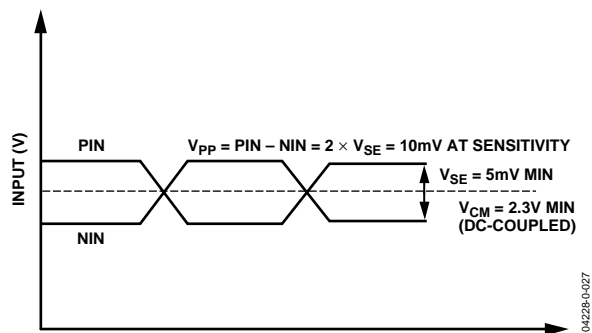 INPUT (V)
PIN
V_PP = PIN – NIN = 2 × V_SE = 10mV AT SENSITIVITY
V_SE = 5mV MIN
V_CM = 2.3V MIN
(DC-COUPLED)
NIN
04228-0-027